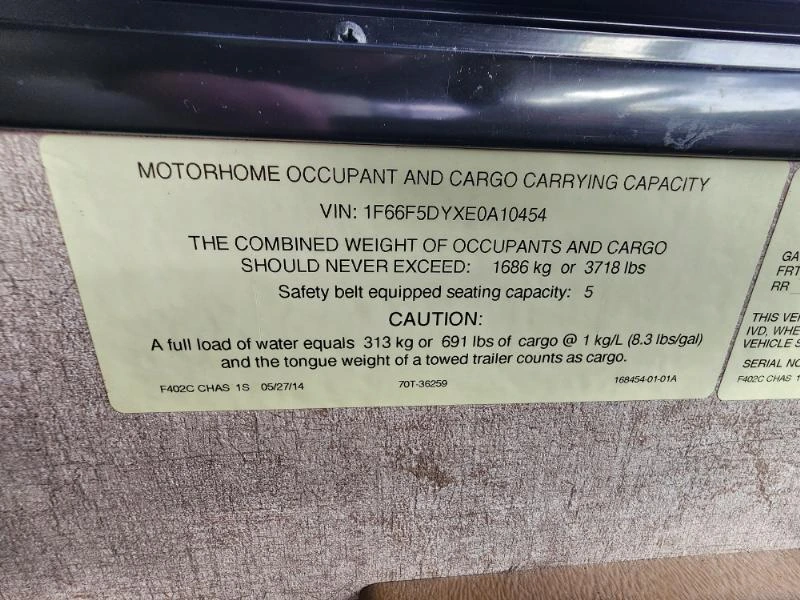 MOTORHOME OCCUPANT AND CARGO CARRYING CAPACITY
VIN: 1F66F5DYXE0A10454
THE COMBINED WEIGHT OF OCCUPANTS AND CARGO
SHOULD NEVER EXCEED: 1686 kg or 3718 lbs
Safety belt equipped seating capacity: 5
CAUTION:
A full load of water equals 313 kg or 691 lbs of cargo @ 1 kg/L (8.3 lbs/gal)
and the tongue weight of a towed trailer counts as cargo.
F402C CHAS 1S 05/27/14 70T-36259 168454-01-01A
GA
FRT
RR
THIS VEH
IVD, WHE
VEHICLE S
SERIAL NO
F402C CHAS 1